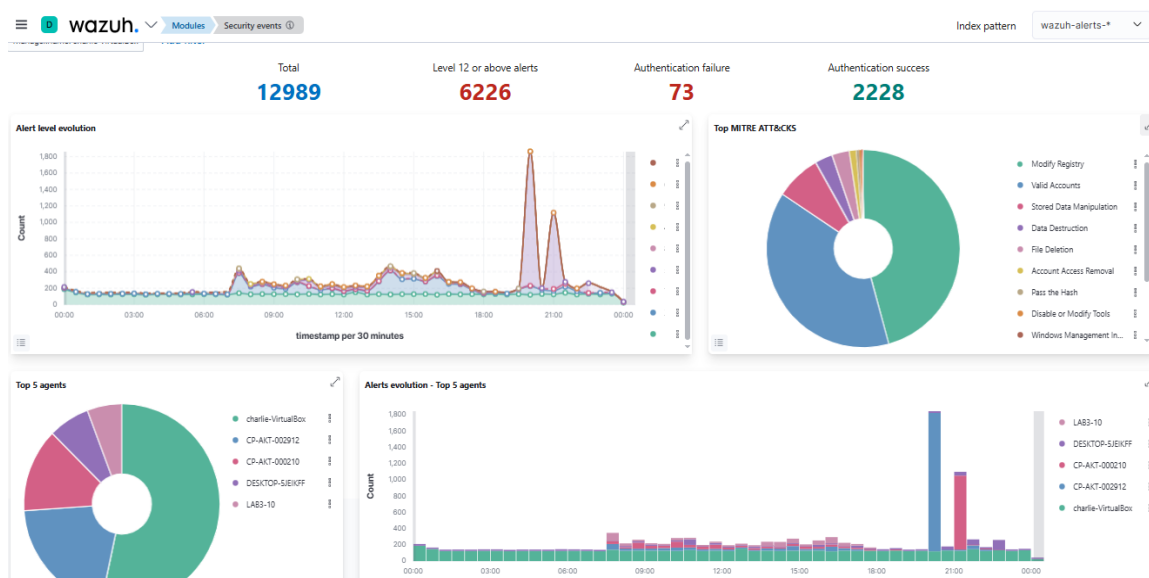 D wazuh. Modules Security events
Index pattern wazuh-alerts-*
Total
12989
Level 12 or above alerts
6226
Authentication failure
73
Authentication success
2228
Alert level evolution
Count
1,800
1,600
1,400
1,200
1,000
800
600
400
200
0
00:00 03:00 06:00 09:00 12:00 15:00 18:00 21:00 00:00
timestamp per 30 minutes
Top MITRE ATT&CKS
Modify Registry
Valid Accounts
Stored Data Manipulation
Data Destruction
File Deletion
Account Access Removal
Pass the Hash
Disable or Modify Tools
Windows Management In...
Top 5 agents
charlie-VirtualBox
CP-AKT-002912
CP-AKT-000210
DESKTOP-5JEIKFF
LAB3-10
Alerts evolution - Top 5 agents
Count
1,800
1,600
1,400
1,200
1,000
800
600
400
200
0
00:00 03:00 06:00 09:00 12:00 15:00 18:00 21:00 00:00
LAB3-10
DESKTOP-5JEIKFF
CP-AKT-000210
CP-AKT-002912
charlie-VirtualBox